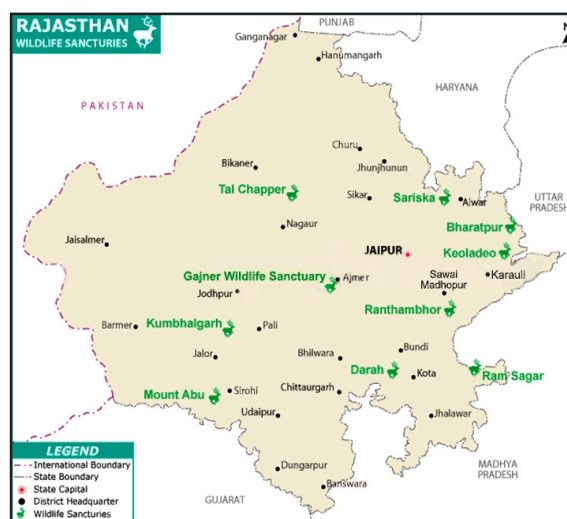 RAJASTHAN
WILDLIFE SANCTURIES
PUNJAB
N
Ganganagar
Hanumangarh
HARYANA
PAKISTAN
Churu
Jhunjhunun
Bikaner
Tal Chapper
Sikar
Sariska
Alwar
UTTAR
PRADESH
Bharatpur
Nagaur
Jaisalmer
JAIPUR
Keoladeo
Gajner Wildlife Sanctuary
Ajmer
Sawai
Madhopur
Karauli
Jodhpur
Ranthambhor
Barmer
Kumbhalgarh
Pali
Jalor
Bhilwara
Bundi
Darah
Kota
Ram Sagar
Mount Abu
Sirohi
Chittaurgarh
Udaipur
Jhalawar
LEGEND
International Boundary
State Boundary
State Capital
District Headquarter
Wildlife Sancturies
Dungarpur
Banswara
GUJARAT
MADHYA
PRADESH